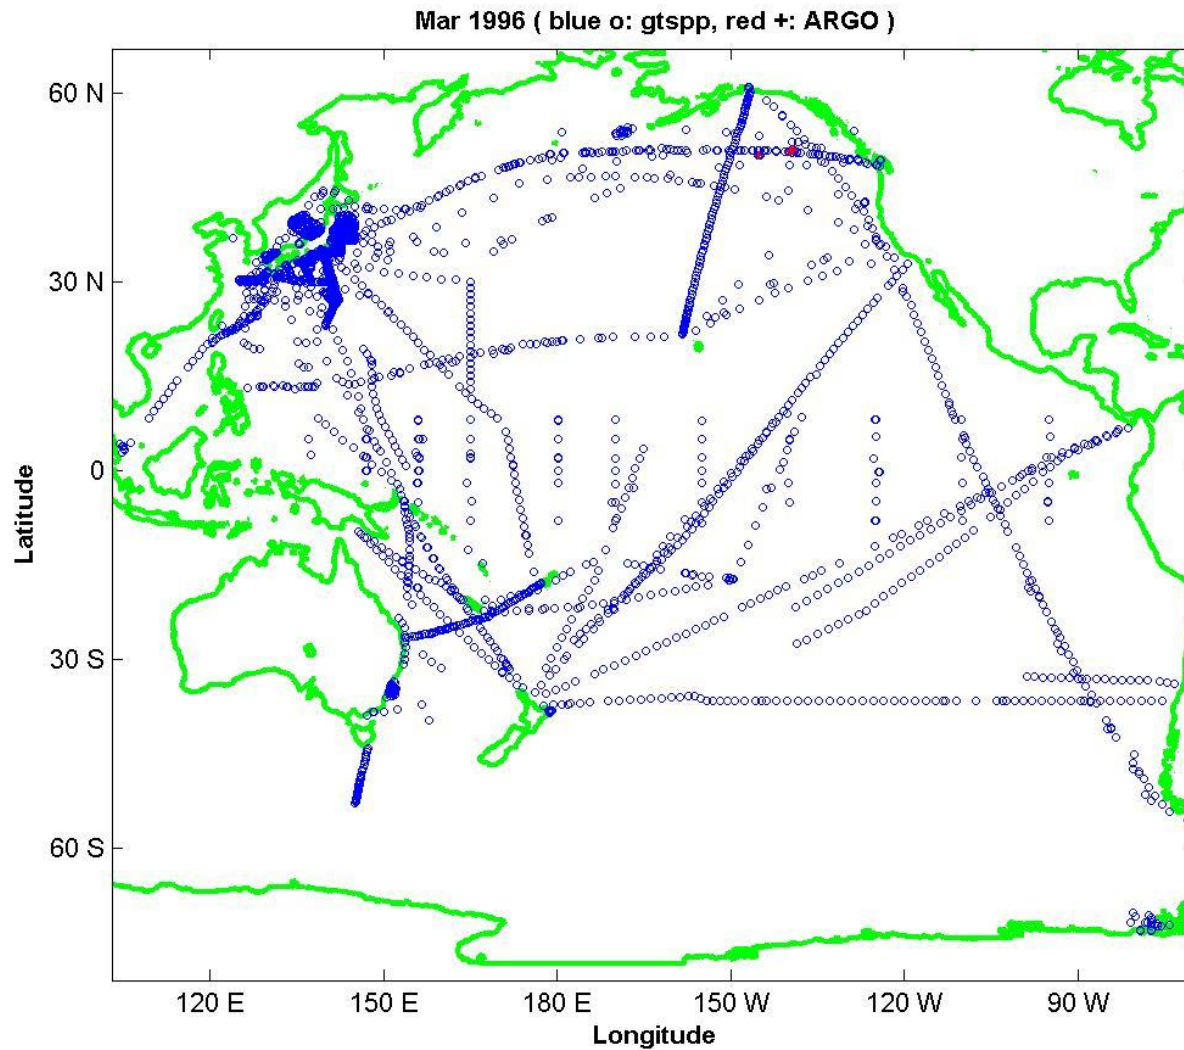 Mar 1996 ( blue o: gtspp, red +: ARGO )
60 N
30 N
0
30 S
60 S
Latitude
120 E
150 E
180 E
150 W
120 W
90 W
Longitude